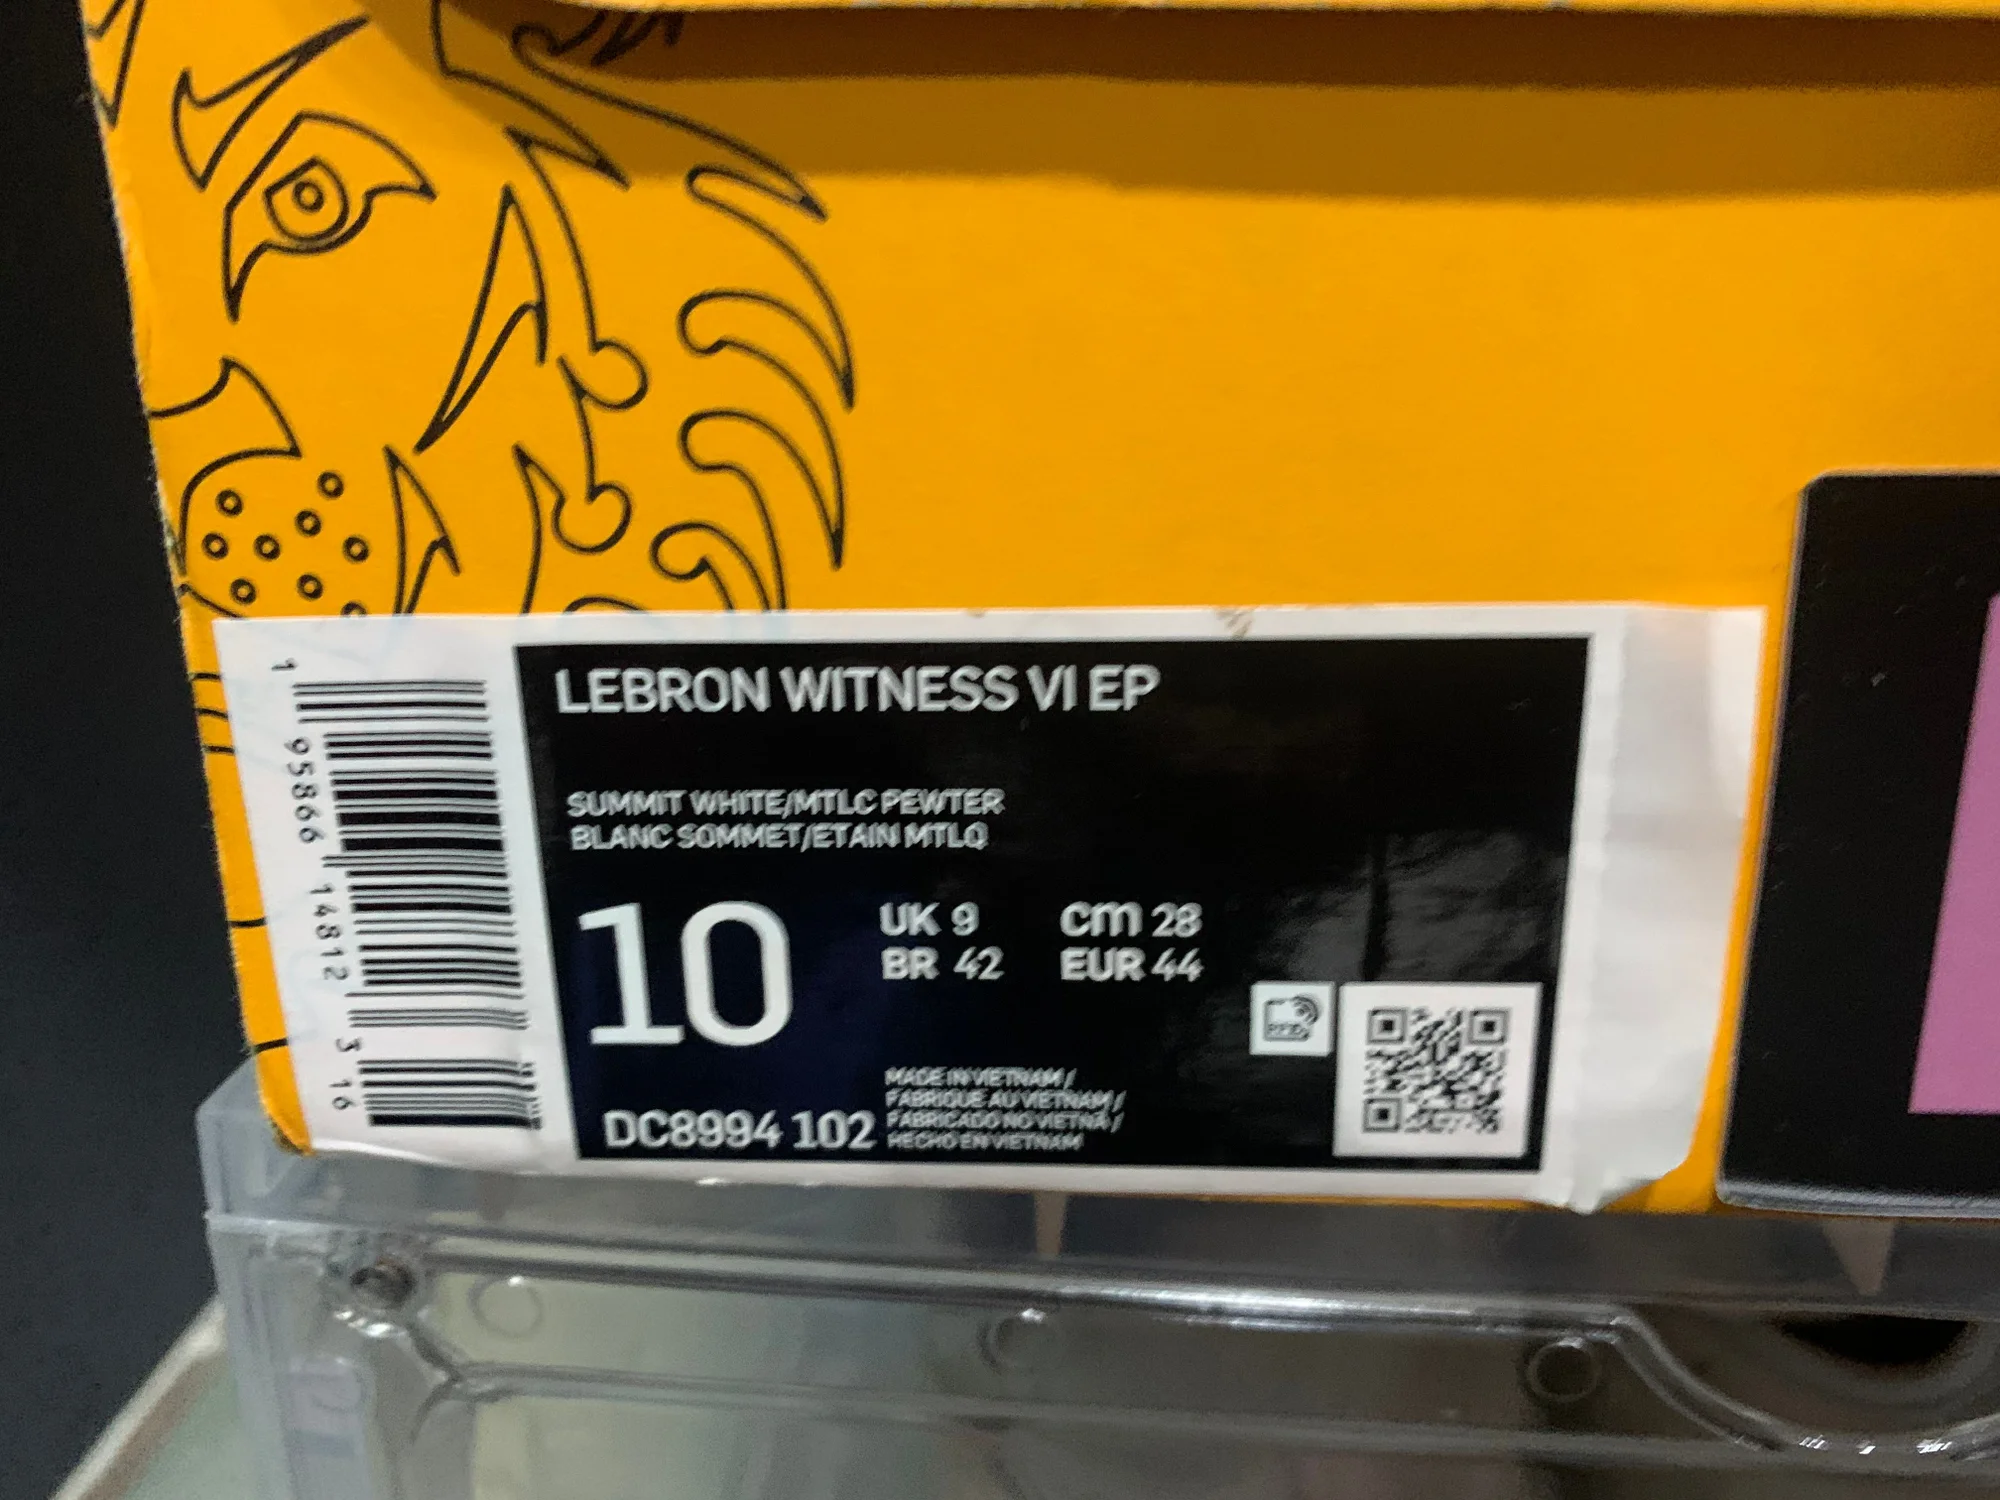 LEBRON WITNESS VI EP
SUMMIT WHITE/MTLC PEWTER
BLANC SOMMET/ETAIN MTLQ
10
UK 9 cm 28
BR 42 EUR 44
RFID
MADE IN VIETNAM /
FABRIQUE AU VIETNAM /
FABRICADO NO VIETNÃ /
HECHO EN VIETNAM
DC8994 102
1 95866 14812 3 16